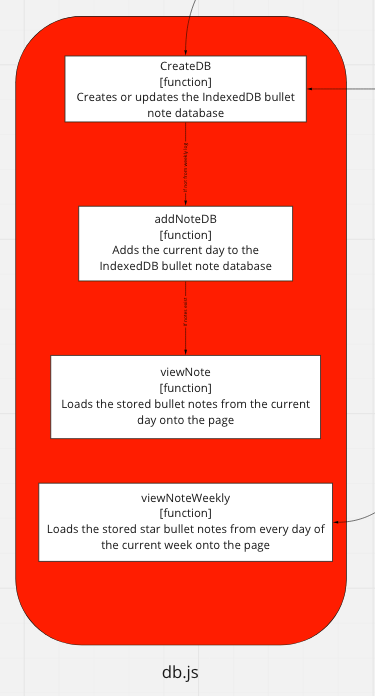 CreateDB
[function]
Creates or updates the IndexedDB bullet
note database
addNoteDB
[function]
Adds the current day to the
IndexedDB bullet note database
viewNote
[function]
Loads the stored bullet notes from the current
day onto the page
viewNoteWeekly
[function]
Loads the stored star bullet notes from every day of
the current week onto the page
db.js